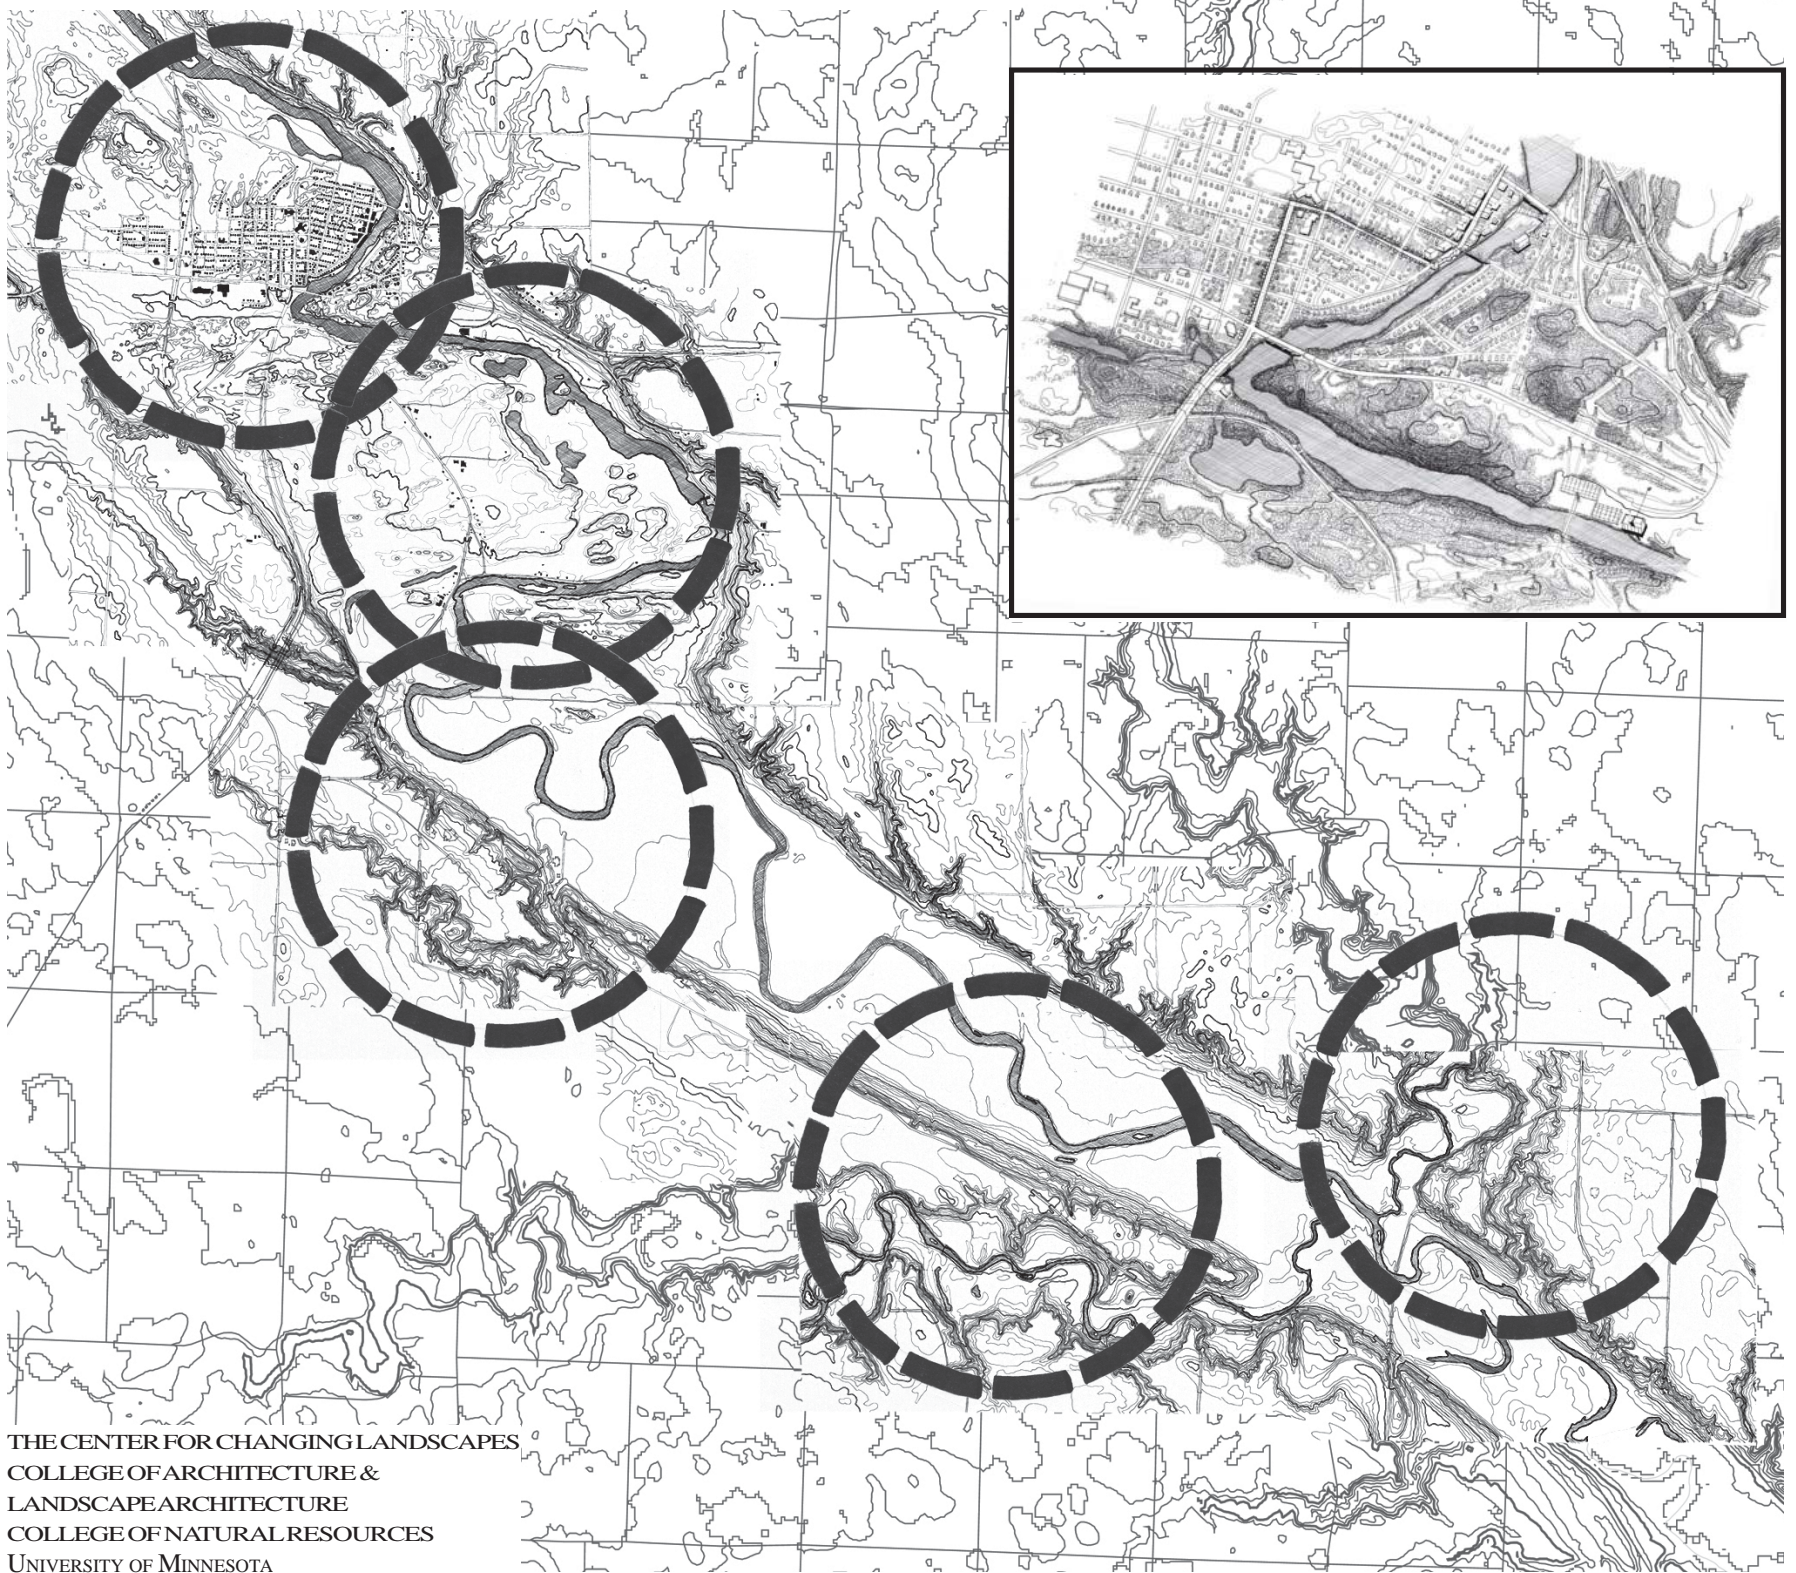 THE CENTER FOR CHANGING LANDSCAPES
COLLEGE OF ARCHITECTURE &
LANDSCAPE ARCHITECTURE
COLLEGE OF NATURAL RESOURCES
UNIVERSITY OF MINNESOTA